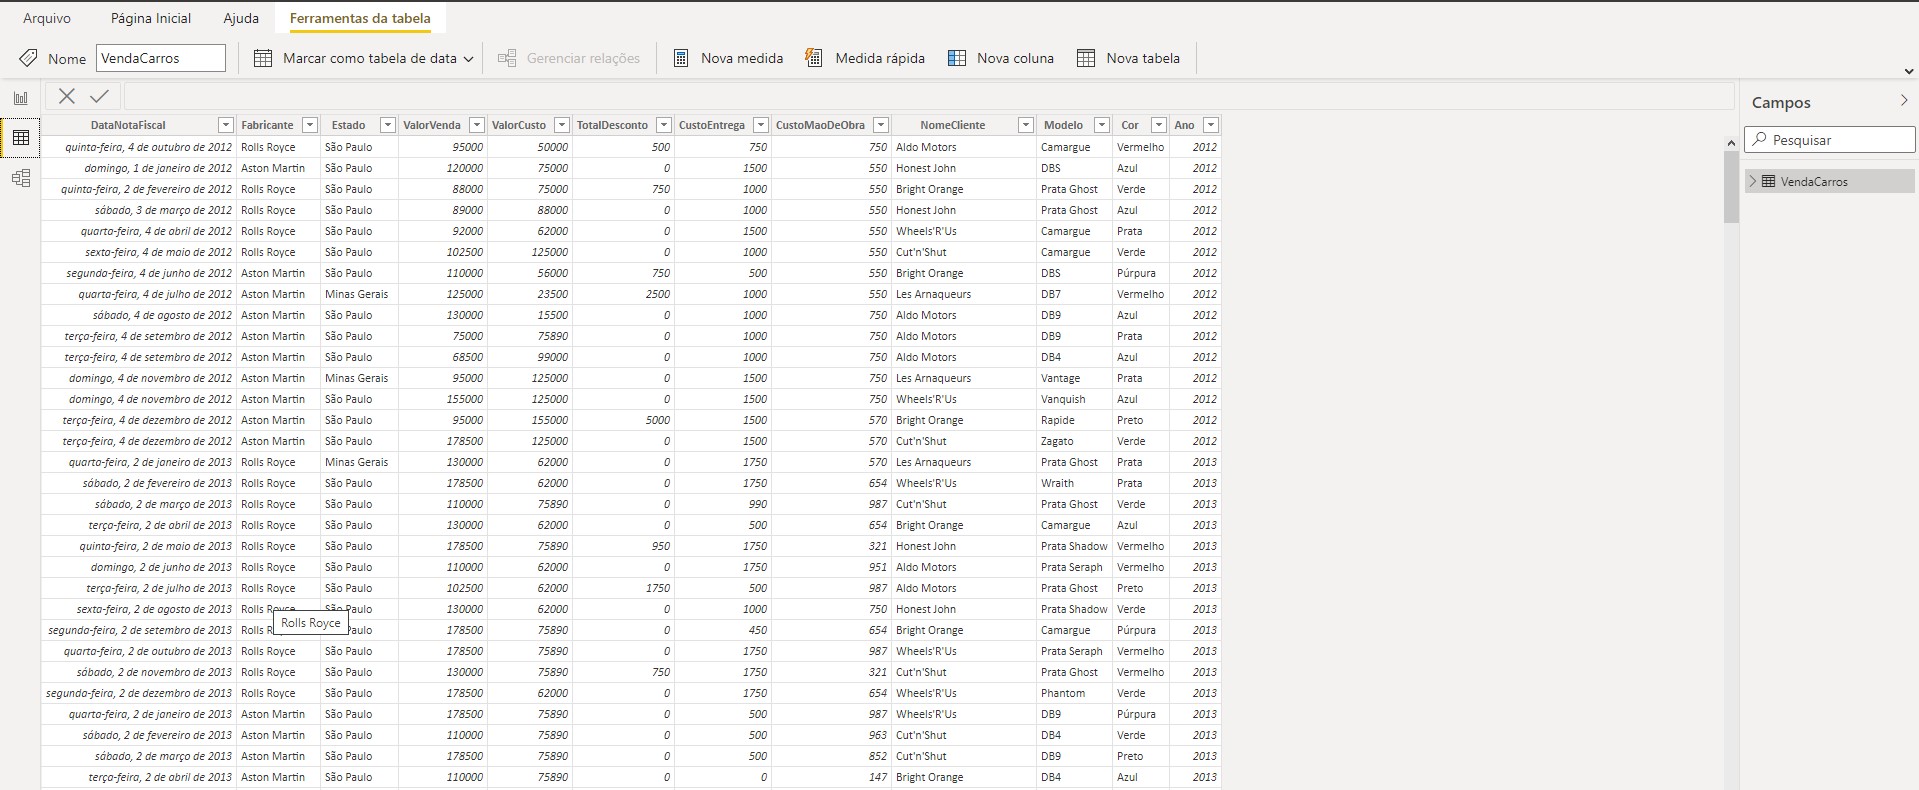 Arquivo Página Inicial Ajuda Ferramentas da tabela
Nome VendaCarros Marcar como tabela de data Gerenciar relações Nova medida Medida rápida Nova coluna Nova tabela
Campos
Pesquisar
VendaCarros
DataNotaFiscal Fabricante Estado ValorVenda ValorCusto TotalDesconto CustoEntrega CustoMaoDeObra NomeCliente Modelo Cor Ano
quinta-feira, 4 de outubro de 2012 Rolls Royce São Paulo 95000 50000 500 750 750 Aldo Motors Camargue Vermelho 2012
domingo, 1 de janeiro de 2012 Aston Martin São Paulo 120000 75000 0 1500 550 Honest John DBS Azul 2012
quinta-feira, 2 de fevereiro de 2012 Rolls Royce São Paulo 88000 75000 750 1000 550 Bright Orange Prata Ghost Verde 2012
sábado, 3 de março de 2012 Rolls Royce São Paulo 89000 88000 0 1000 550 Honest John Prata Ghost Azul 2012
quarta-feira, 4 de abril de 2012 Rolls Royce São Paulo 92000 62000 0 1500 550 Wheels'R'Us Camargue Prata 2012
sexta-feira, 4 de maio de 2012 Rolls Royce São Paulo 102500 125000 0 1000 550 Cut'n'Shut Camargue Verde 2012
segunda-feira, 4 de junho de 2012 Aston Martin São Paulo 110000 56000 750 500 550 Bright Orange DBS Púrpura 2012
quarta-feira, 4 de julho de 2012 Aston Martin Minas Gerais 125000 23500 2500 1000 550 Les Arnaqueurs DB7 Vermelho 2012
sábado, 4 de agosto de 2012 Aston Martin São Paulo 130000 15500 0 1000 750 Aldo Motors DB9 Azul 2012
terça-feira, 4 de setembro de 2012 Aston Martin São Paulo 75000 75890 0 1000 750 Aldo Motors DB9 Prata 2012
terça-feira, 4 de setembro de 2012 Aston Martin São Paulo 68500 99000 0 1000 750 Aldo Motors DB4 Azul 2012
domingo, 4 de novembro de 2012 Aston Martin Minas Gerais 95000 125000 0 1500 750 Les Arnaqueurs Vantage Prata 2012
domingo, 4 de novembro de 2012 Aston Martin São Paulo 155000 125000 0 1500 750 Wheels'R'Us Vanquish Azul 2012
terça-feira, 4 de dezembro de 2012 Aston Martin São Paulo 95000 155000 5000 1500 570 Bright Orange Rapide Preto 2012
terça-feira, 4 de dezembro de 2012 Aston Martin São Paulo 178500 125000 0 1500 570 Cut'n'Shut Zagato Verde 2012
quarta-feira, 2 de janeiro de 2013 Rolls Royce Minas Gerais 130000 62000 0 1750 570 Les Arnaqueurs Prata Ghost Prata 2013
sábado, 2 de fevereiro de 2013 Rolls Royce São Paulo 178500 62000 0 1750 654 Wheels'R'Us Wraith Prata 2013
sábado, 2 de março de 2013 Rolls Royce São Paulo 110000 75890 0 990 987 Cut'n'Shut Prata Ghost Verde 2013
terça-feira, 2 de abril de 2013 Rolls Royce São Paulo 130000 62000 0 500 654 Bright Orange Camargue Azul 2013
quinta-feira, 2 de maio de 2013 Rolls Royce São Paulo 178500 75890 950 1750 321 Honest John Prata Shadow Vermelho 2013
domingo, 2 de junho de 2013 Rolls Royce São Paulo 110000 62000 0 1750 951 Aldo Motors Prata Seraph Vermelho 2013
terça-feira, 2 de julho de 2013 Rolls Royce São Paulo 102500 62000 1750 500 987 Aldo Motors Prata Ghost Preto 2013
sexta-feira, 2 de agosto de 2013 Rolls Royce São Paulo 130000 62000 0 1000 750 Honest John Prata Shadow Verde 2013
Rolls Royce
segunda-feira, 2 de setembro de 2013 Rolls Paulo 178500 75890 0 450 654 Bright Orange Camargue Púrpura 2013
quarta-feira, 2 de outubro de 2013 Rolls Royce São Paulo 178500 75890 0 1750 987 Wheels'R'Us Prata Seraph Vermelho 2013
sábado, 2 de novembro de 2013 Rolls Royce São Paulo 130000 75890 750 1750 321 Cut'n'Shut Prata Ghost Vermelho 2013
segunda-feira, 2 de dezembro de 2013 Rolls Royce São Paulo 178500 62000 0 1750 654 Wheels'R'Us Phantom Verde 2013
quarta-feira, 2 de janeiro de 2013 Aston Martin São Paulo 178500 75890 0 500 987 Wheels'R'Us DB9 Púrpura 2013
sábado, 2 de fevereiro de 2013 Aston Martin São Paulo 110000 75890 0 500 963 Cut'n'Shut DB4 Verde 2013
sábado, 2 de março de 2013 Aston Martin São Paulo 178500 75890 0 500 852 Cut'n'Shut DB9 Preto 2013
terça-feira, 2 de abril de 2013 Aston Martin São Paulo 110000 75890 0 0 147 Bright Orange DB4 Azul 2013